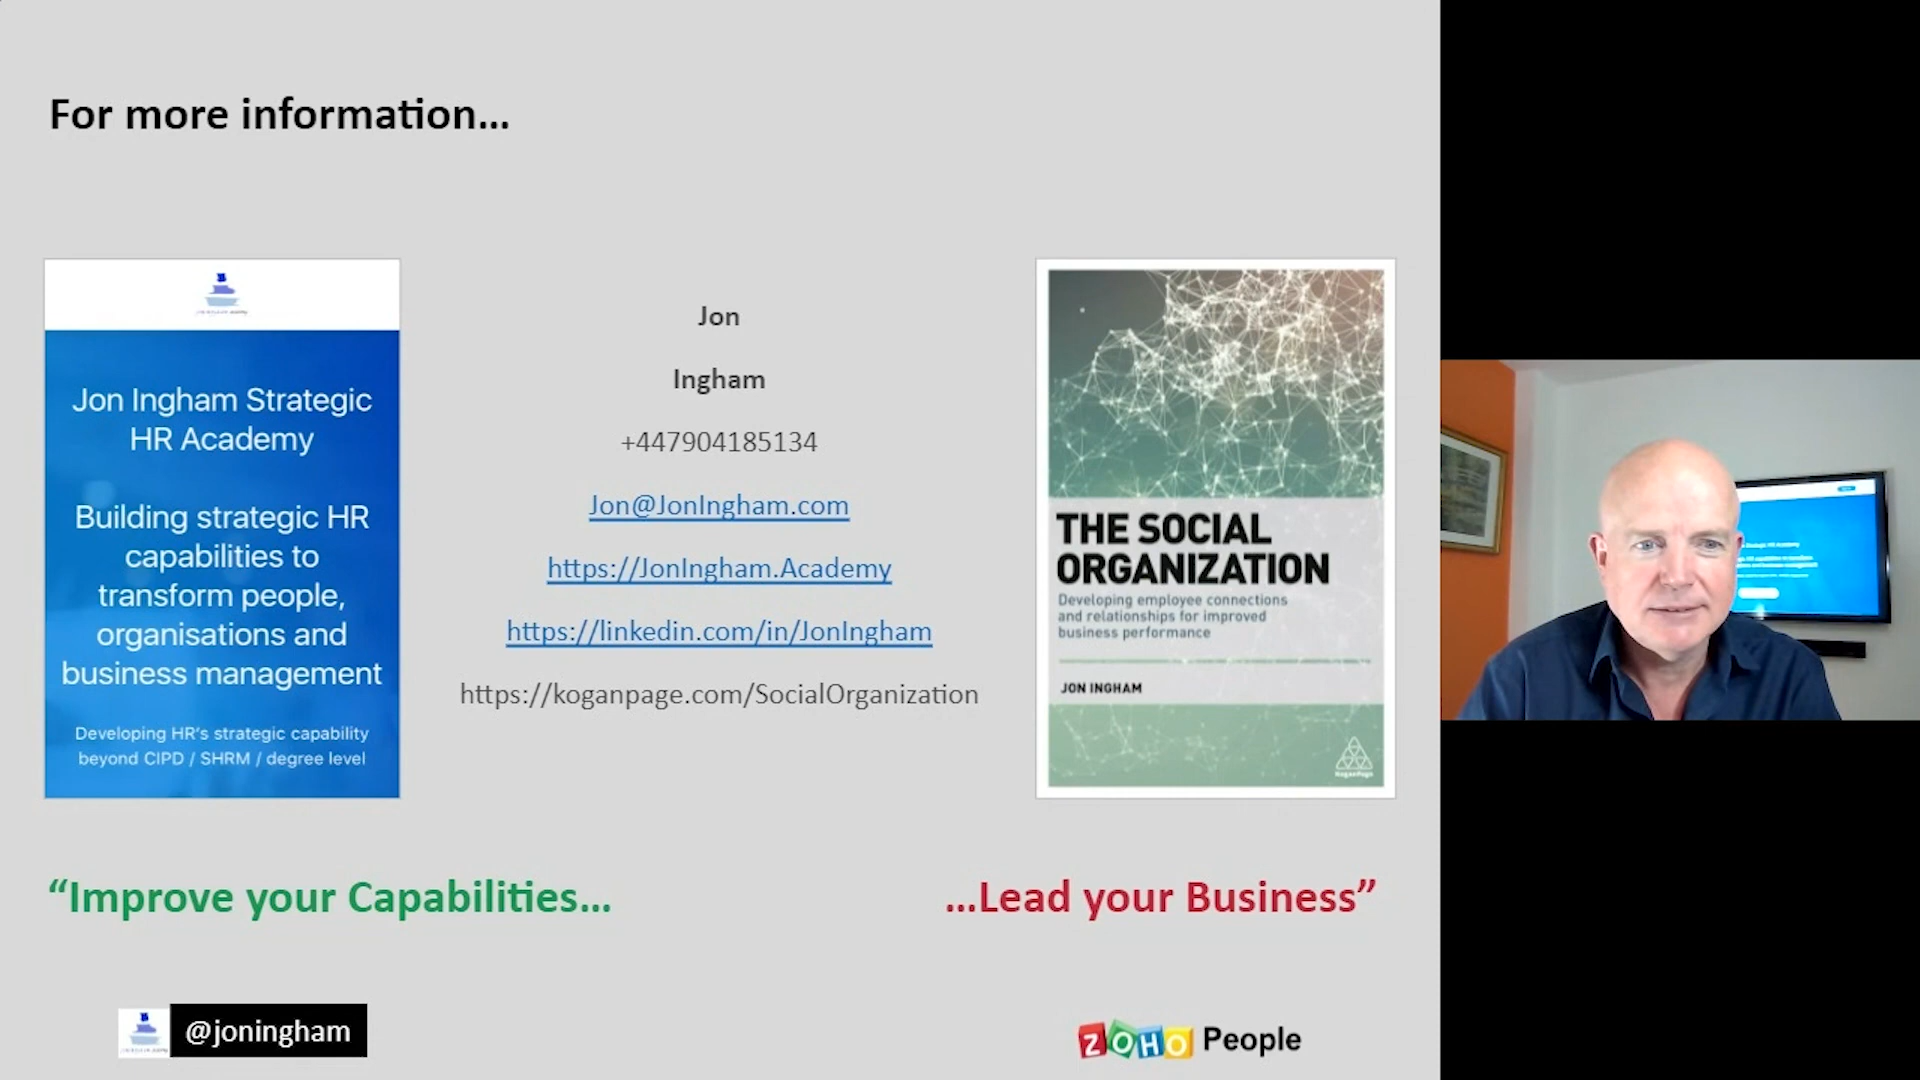 For more information...
Jon Ingham Strategic
HR Academy
Building strategic HR
capabilities to
transform people,
organisations and
business management
Developing HR's strategic capability
beyond CIPD / SHRM / degree level
Jon
Ingham
+447904185134
Jon@JonIngham.com
https://JonIngham.Academy
https://linkedin.com/in/JonIngham
https://koganpage.com/SocialOrganization
THE SOCIAL
ORGANIZATION
Developing employee connections
and relationships for improved
business performance
JON INGHAM
KoganPage
“Improve your Capabilities...
...Lead your Business”
@joningham
ZOHO People